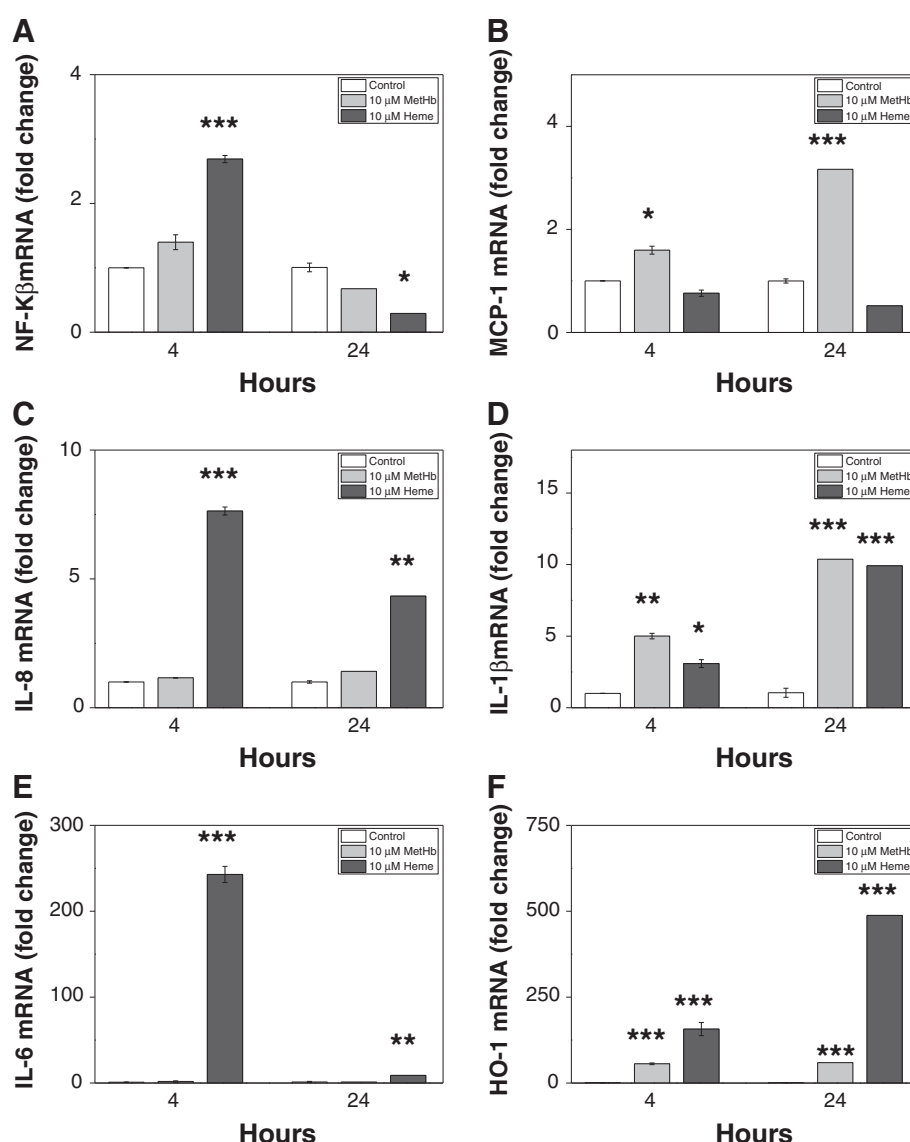 A
NF-KβmRNA (fold change)
4
2
0
***
*
Control
10 μM MetHb
10 μM Heme
4 24
Hours
B
MCP-1 mRNA (fold change)
4
2
0
*
***
Control
10 μM MetHb
10 μM Heme
4 24
Hours
C
IL-8 mRNA (fold change)
10
5
0
***
**
Control
10 μM MetHb
10 μM Heme
4 24
Hours
D
IL-1βmRNA (fold change)
15
10
5
0
**
*
***
***
Control
10 μM MetHb
10 μM Heme
4 24
Hours
E
IL-6 mRNA (fold change)
300
200
100
0
***
**
Control
10 μM MetHb
10 μM Heme
4 24
Hours
F
HO-1 mRNA (fold change)
750
500
250
0
***
***
***
***
Control
10 μM MetHb
10 μM Heme
4 24
Hours